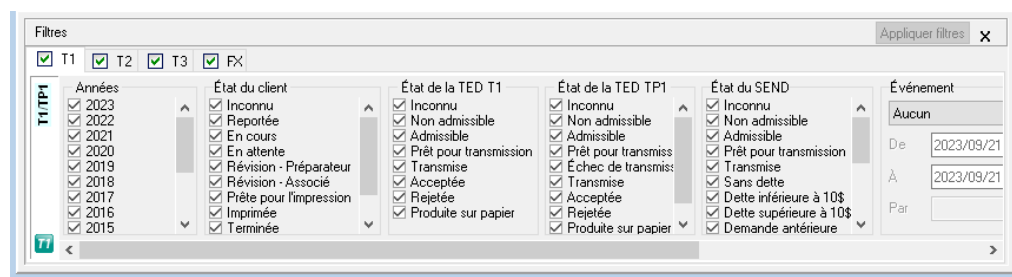 Filtres
Appliquer filtres x
T1 T2 T3 FX
T1/TP1
Années
2023
2022
2021
2020
2019
2018
2017
2016
2015
État du client
Inconnu
Reportée
En cours
En attente
Révision - Préparateur
Révision - Associé
Prête pour l'impression
Imprimée
Terminée
État de la TED T1
Inconnu
Non admissible
Admissible
Prêt pour transmission
Transmise
Acceptée
Rejetée
Produite sur papier
État de la TED TP1
Inconnu
Non admissible
Admissible
Prêt pour transmiss
Échec de transmiss
Transmise
Acceptée
Rejetée
Produite sur papier
État du SEND
Inconnu
Non admissible
Admissible
Prêt pour transmission
Transmise
Sans dette
Dette inférieure à 10$
Dette supérieure à 10$
Demande antérieure
Événement
Aucun
De 2023/09/21
À 2023/09/21
Par
T1